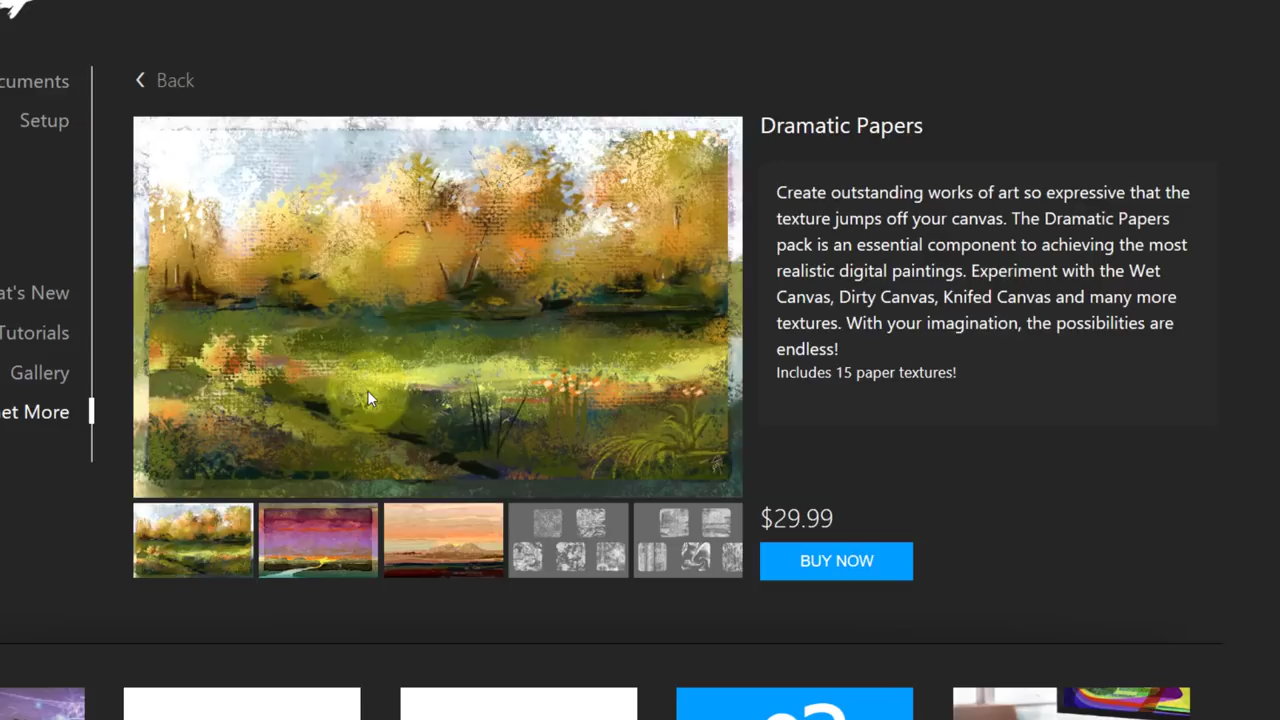 Back
cuments
Setup
at's New
Tutorials
Gallery
et More
Dramatic Papers
Create outstanding works of art so expressive that the
texture jumps off your canvas. The Dramatic Papers
pack is an essential component to achieving the most
realistic digital paintings. Experiment with the Wet
Canvas, Dirty Canvas, Knifed Canvas and many more
textures. With your imagination, the possibilities are
endless!
Includes 15 paper textures!
$29.99
BUY NOW